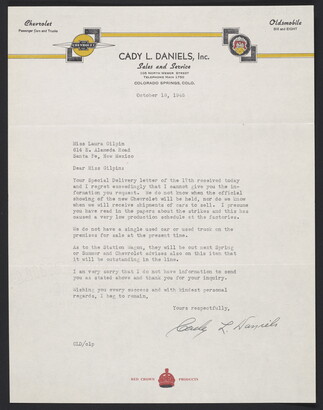 Chevrolet
Passenger Cars and Trucks
Oldsmobile
SIX and EIGHT
CHEVROLET
CADY L. DANIELS, Inc.
Sales and Service
COLORADO SPRINGS, COLO.
Miss Laura Gilpin
Santa Fe, New Mexico
Dear Miss Gilpin:
Your Special Delivery letter of the 17th received today
and I regret exceedingly that I cannot give you the in-
formation you request. We do not know when the official
showing of the new Chevrolet will be held, nor do we know
when we will receive shipments of cars to sell. I presume
you have read in the papers about the strikes and this has
caused a very low production schedule at the factories.
We do not have a single used car or used truck on the
premises for sale at the present time.
As to the Station Wagon, they will be out next Spring
or Summer and Chevrolet advises also on this item that
it will be outstanding in the line.
I am very sorry that I do not have information to send
you as stated above and thank you for your inquiry.
Wishing you every success and with kindest personal
regards, I beg to remain,
Yours respectfully,
Cady L. Daniels
CLD/
RED CROWN PRODUCTS